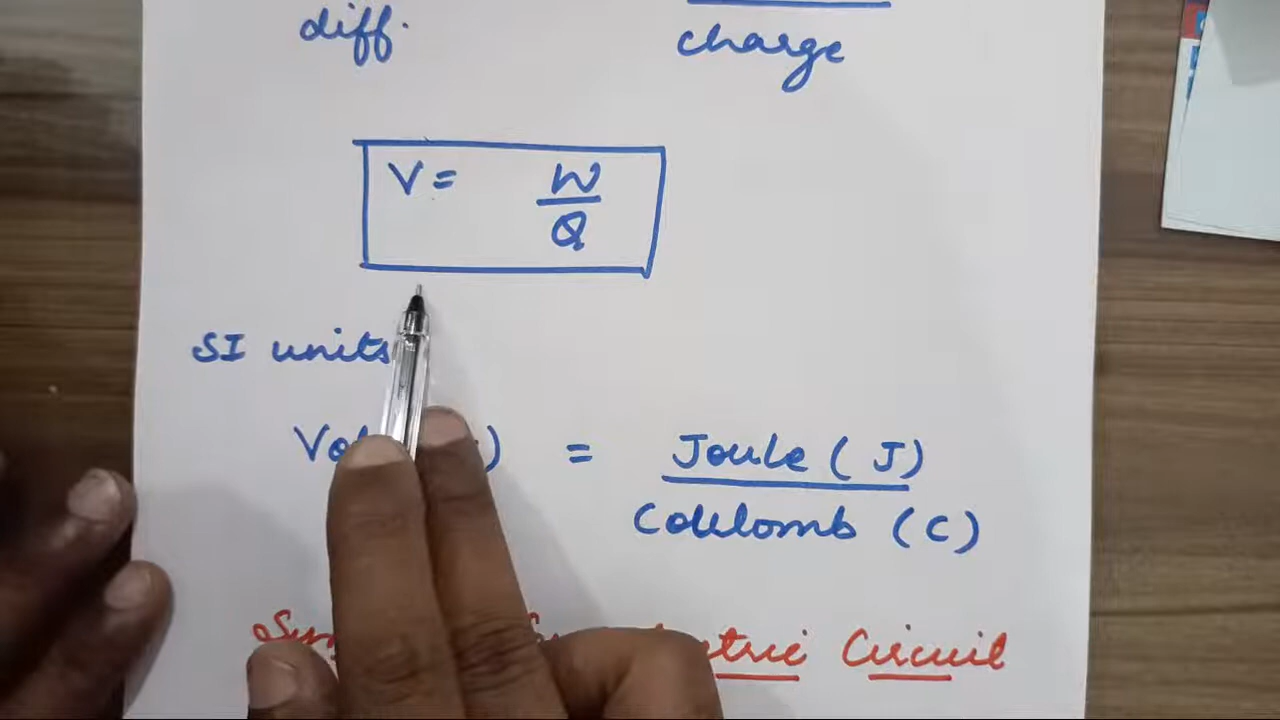 diff. charge
V = W
Q
SI units
= Joule (J)
Coulomb (C)
Circuit